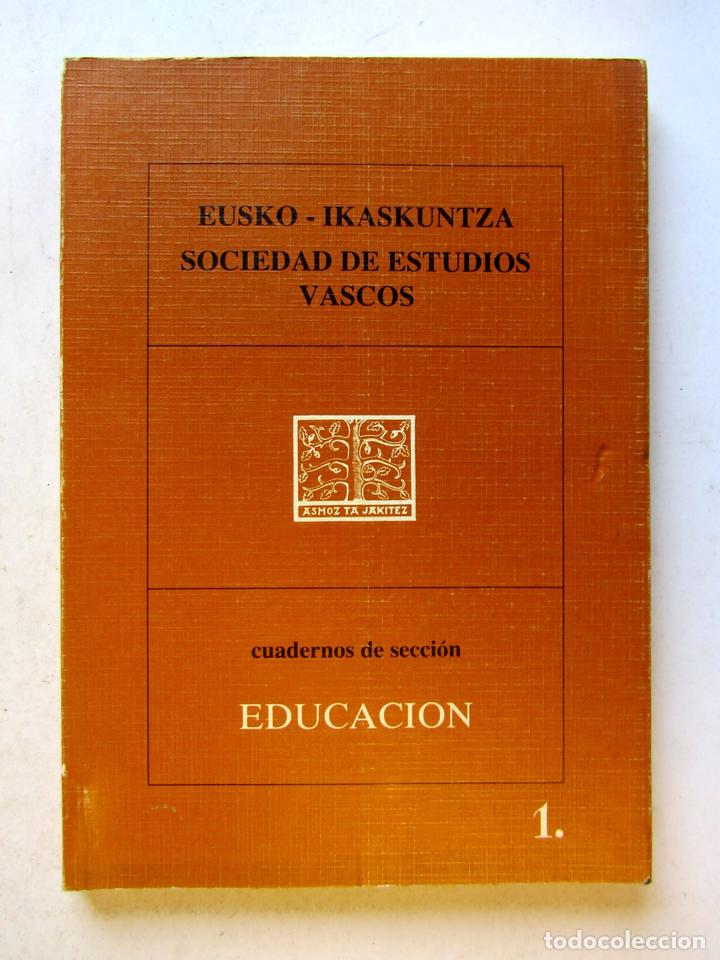 EUSKO - IKASKUNTZA
SOCIEDAD DE ESTUDIOS
VASCOS
ASMOZ TA JAKITEZ
cuadernos de sección
EDUCACION
1.
todocoleccion